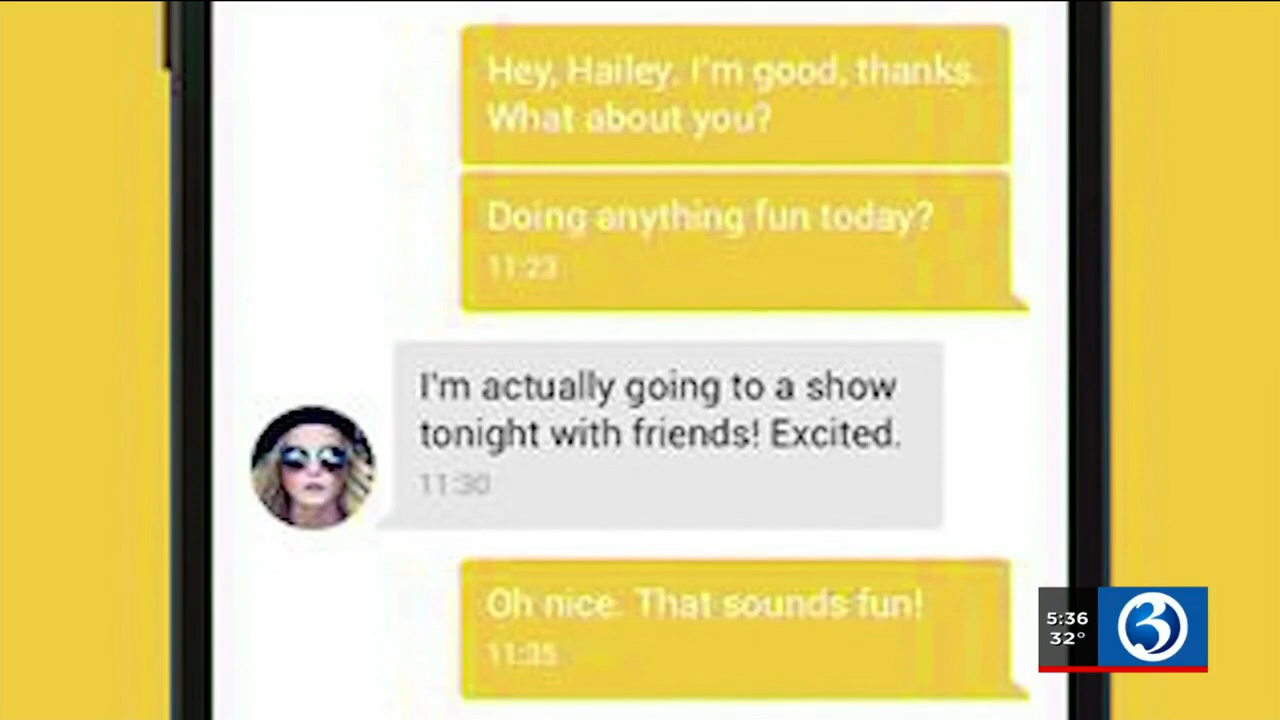 Hey, Hailey. I'm good, thanks.
What about you?
Doing anything fun today?
11:23
I'm actually going to a show
tonight with friends! Excited.
11:30
Oh nice. That sounds fun!
11:35
5:36
32°
3